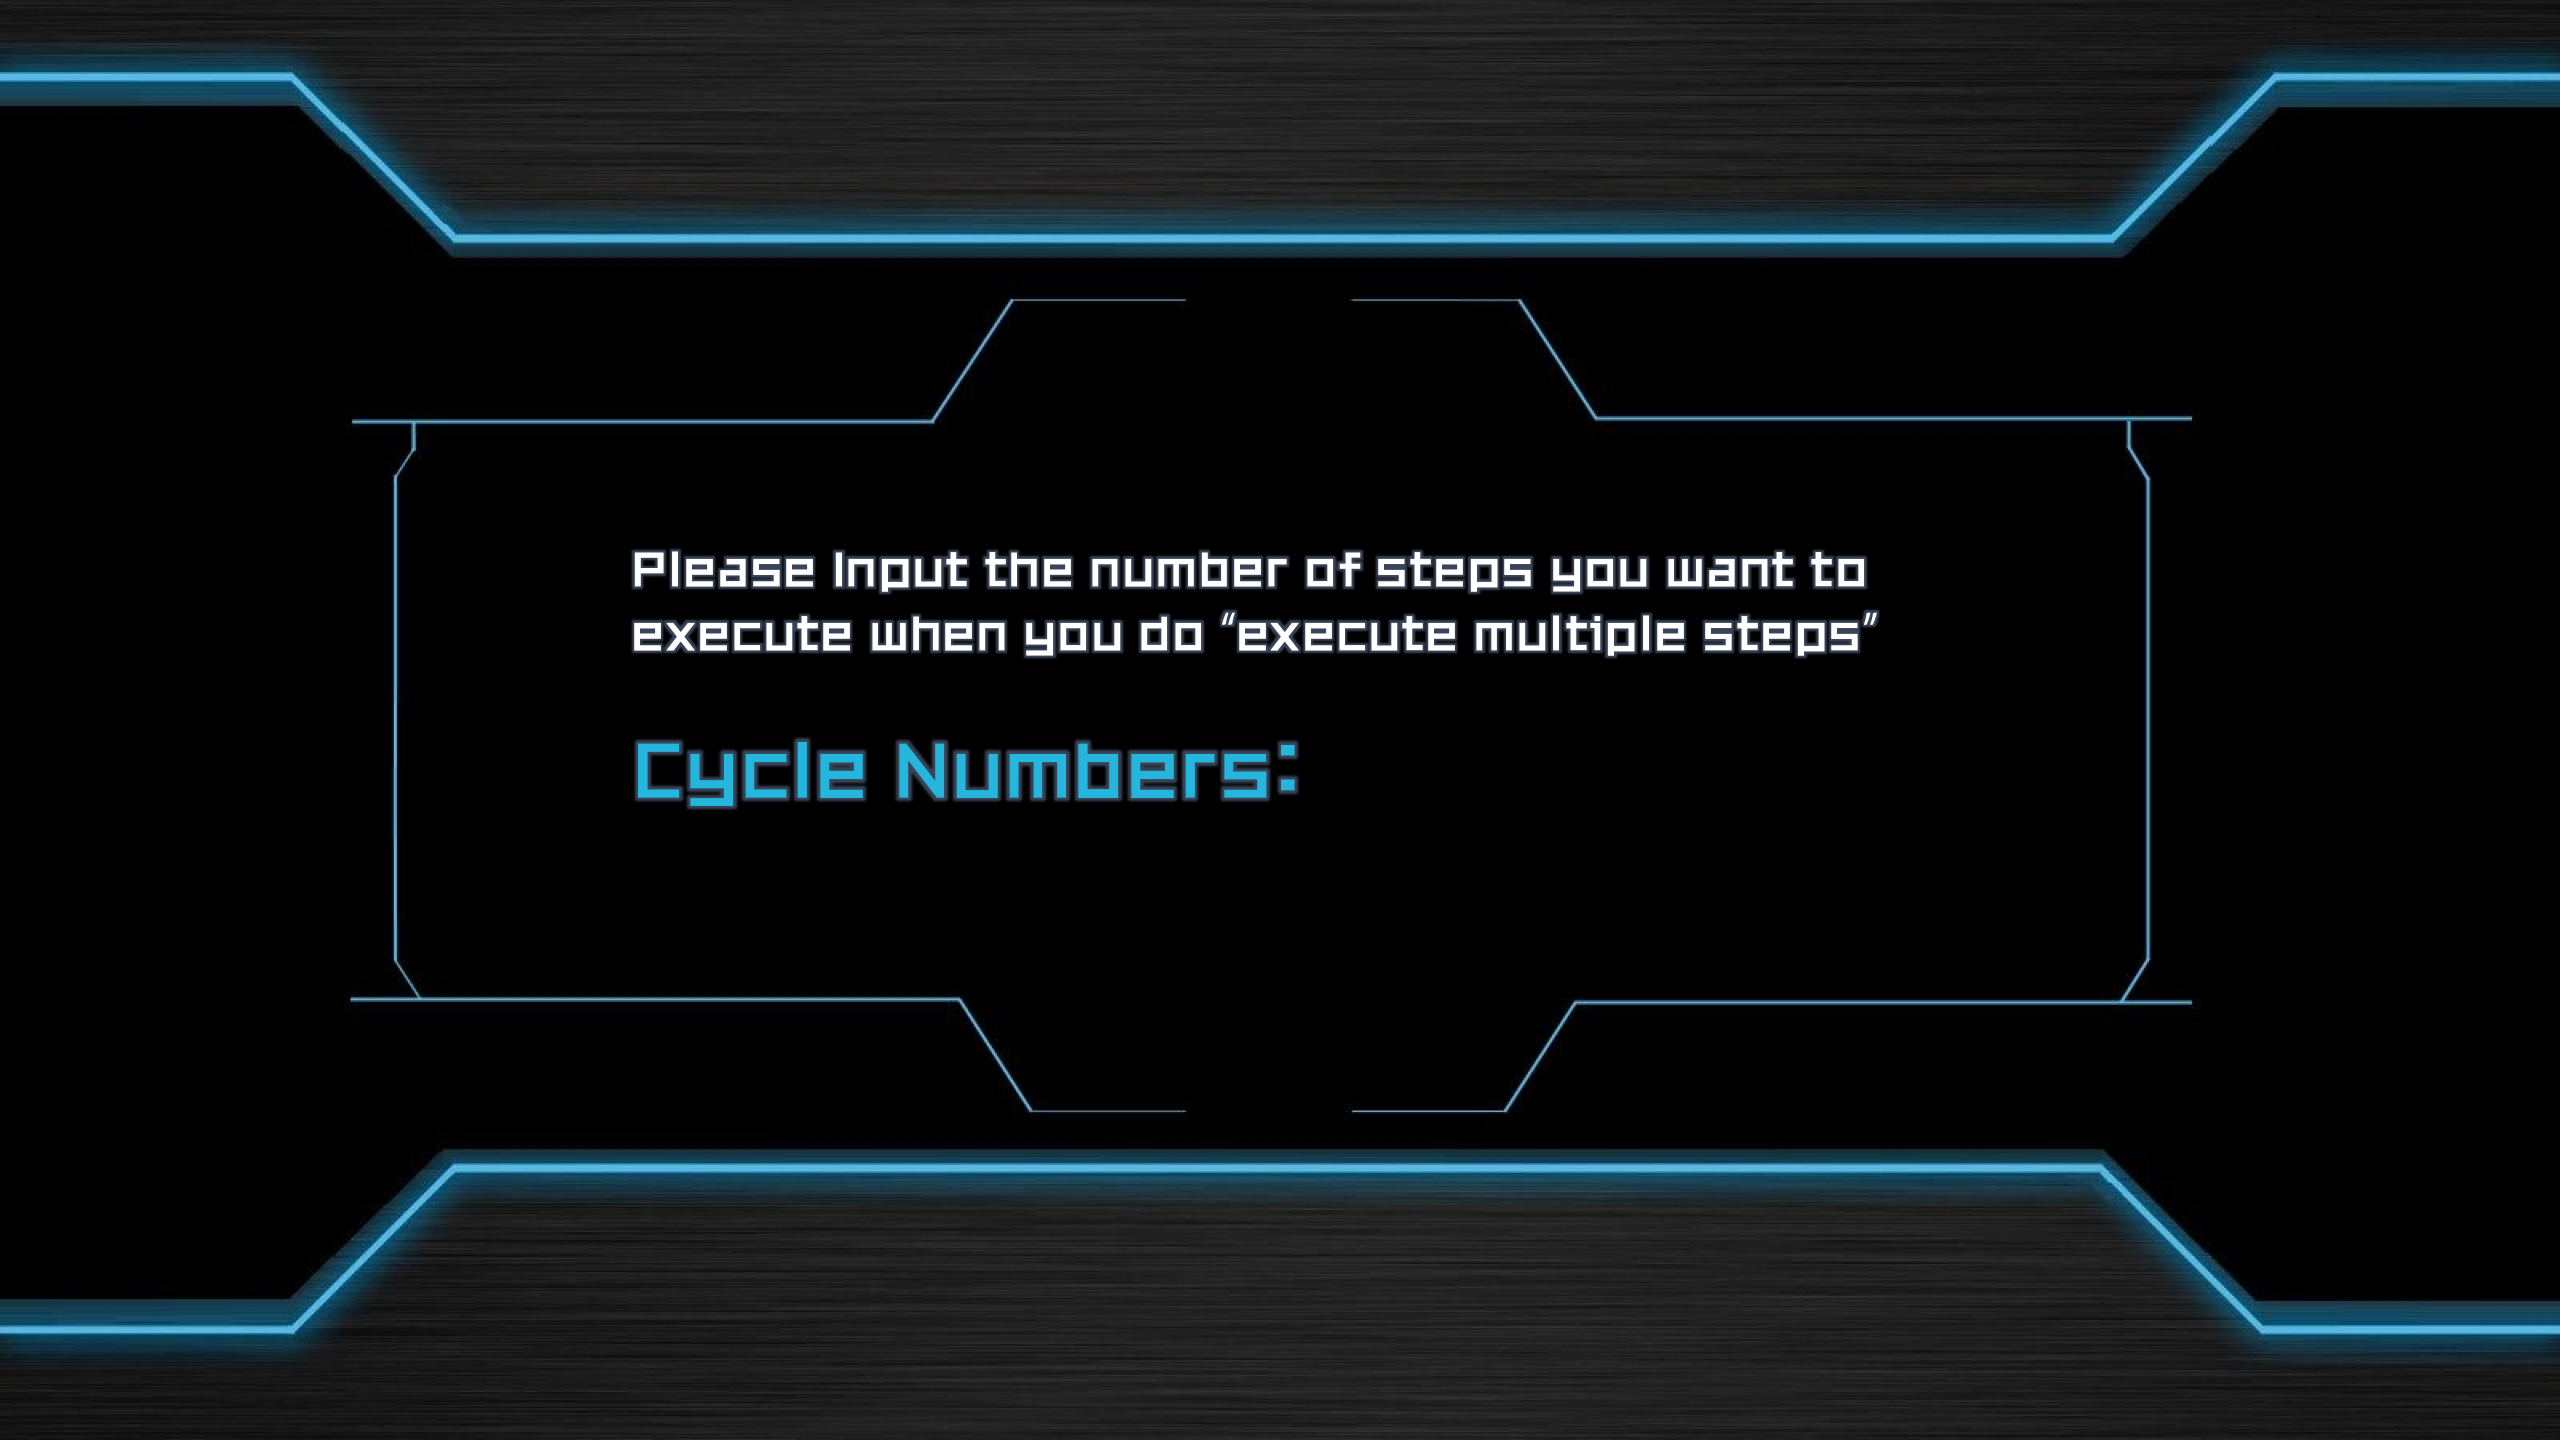 Please Input the number of steps you want to
execute when you do "execute multiple steps"
Cycle Numbers: